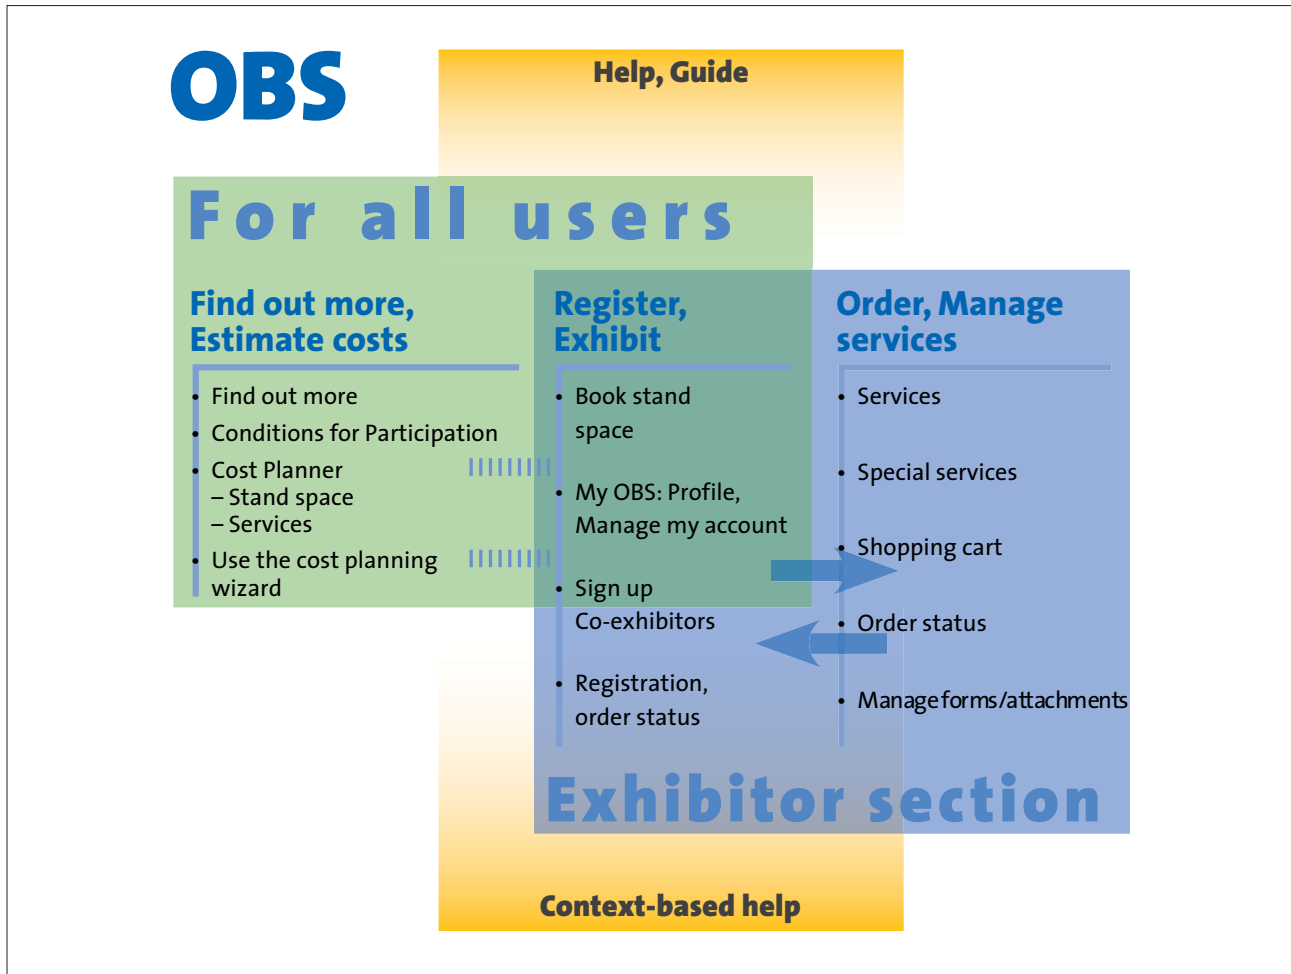 OBS
Help, Guide
For all users
Find out more,
Estimate costs
• Find out more
• Conditions for Participation
• Cost Planner
– Stand space
– Services
• Use the cost planning
wizard
Register,
Exhibit
• Book stand
space
• My OBS: Profile,
Manage my account
• Sign up
Co-exhibitors
• Registration,
order status
Order, Manage
services
• Services
• Special services
• Shopping cart
• Order status
• Manage forms/attachments
Exhibitor section
Context-based help